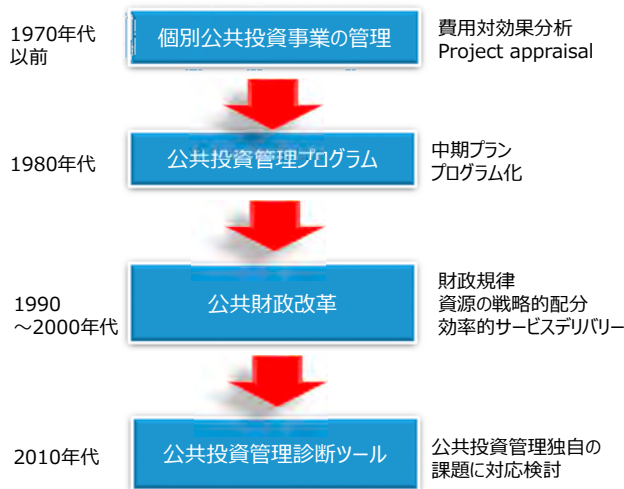 1970年代
以前
個別公共投資事業の管理
費用対効果分析
Project appraisal
1980年代
公共投資管理プログラム
中期プラン
プログラム化
1990
～2000年代
公共財政改革
財政規律
資源の戦略的配分
効率的サービスデリバリー
2010年代
公共投資管理診断ツール
公共投資管理独自の
課題に対応検討